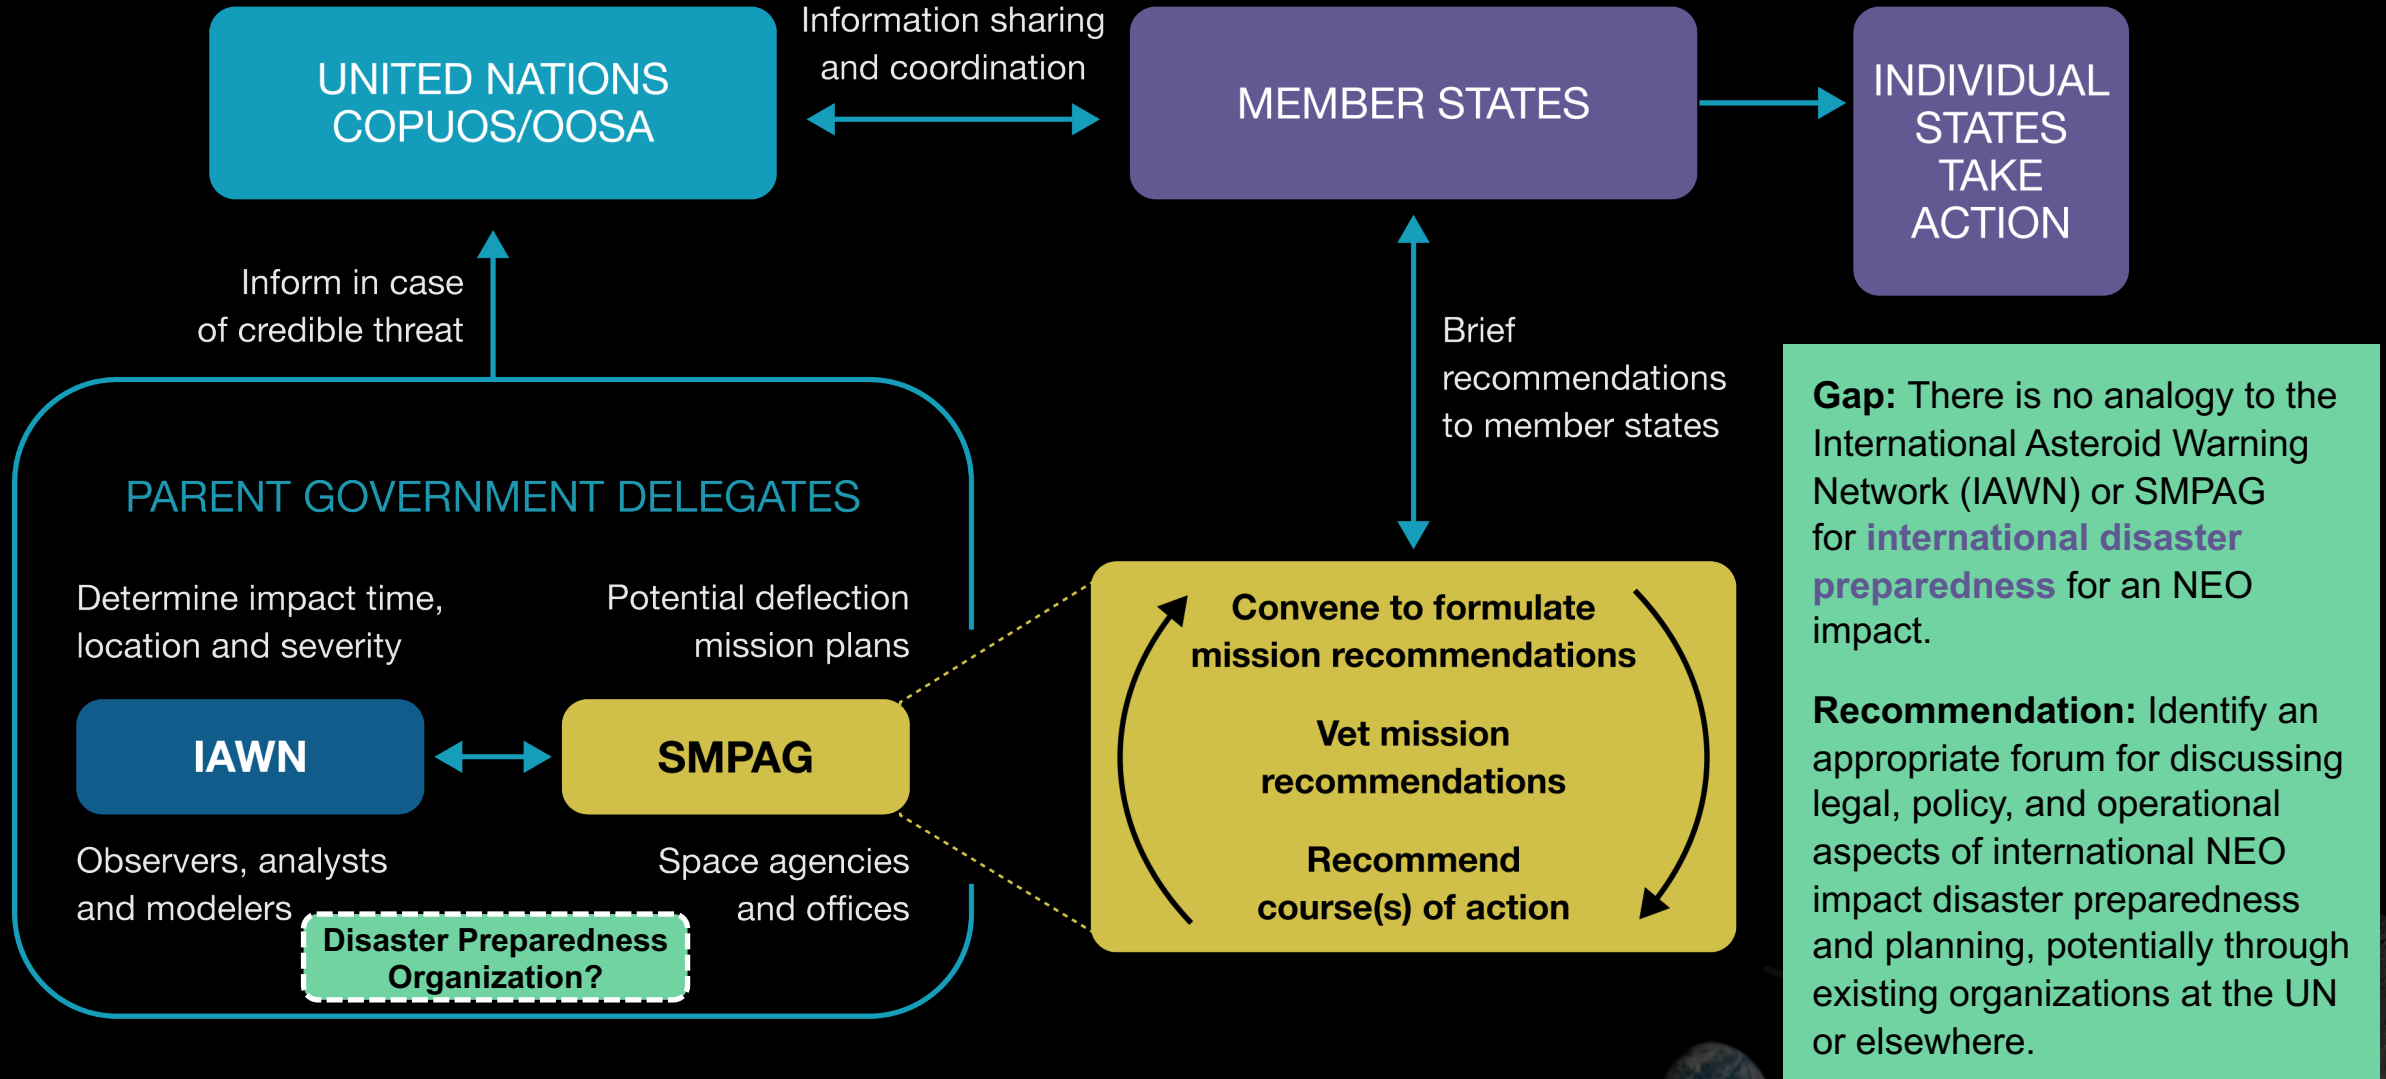 UNITED NATIONS
COPUOS/OOSA
Information sharing
and coordination
MEMBER STATES
INDIVIDUAL
STATES
TAKE
ACTION
Inform in case
of credible threat
Brief
recommendations
to member states
PARENT GOVERNMENT DELEGATES
Determine impact time,
location and severity
Potential deflection
mission plans
IAWN
SMPAG
Observers, analysts
and modelers
Space agencies
and offices
Disaster Preparedness
Organization?
Convene to formulate
mission recommendations
Vet mission
recommendations
Recommend
course(s) of action
Gap: There is no analogy to the
International Asteroid Warning
Network (IAWN) or SMPAG
for international disaster
preparedness for an NEO
impact.
Recommendation: Identify an
appropriate forum for discussing
legal, policy, and operational
aspects of international NEO
impact disaster preparedness
and planning, potentially through
existing organizations at the UN
or elsewhere.